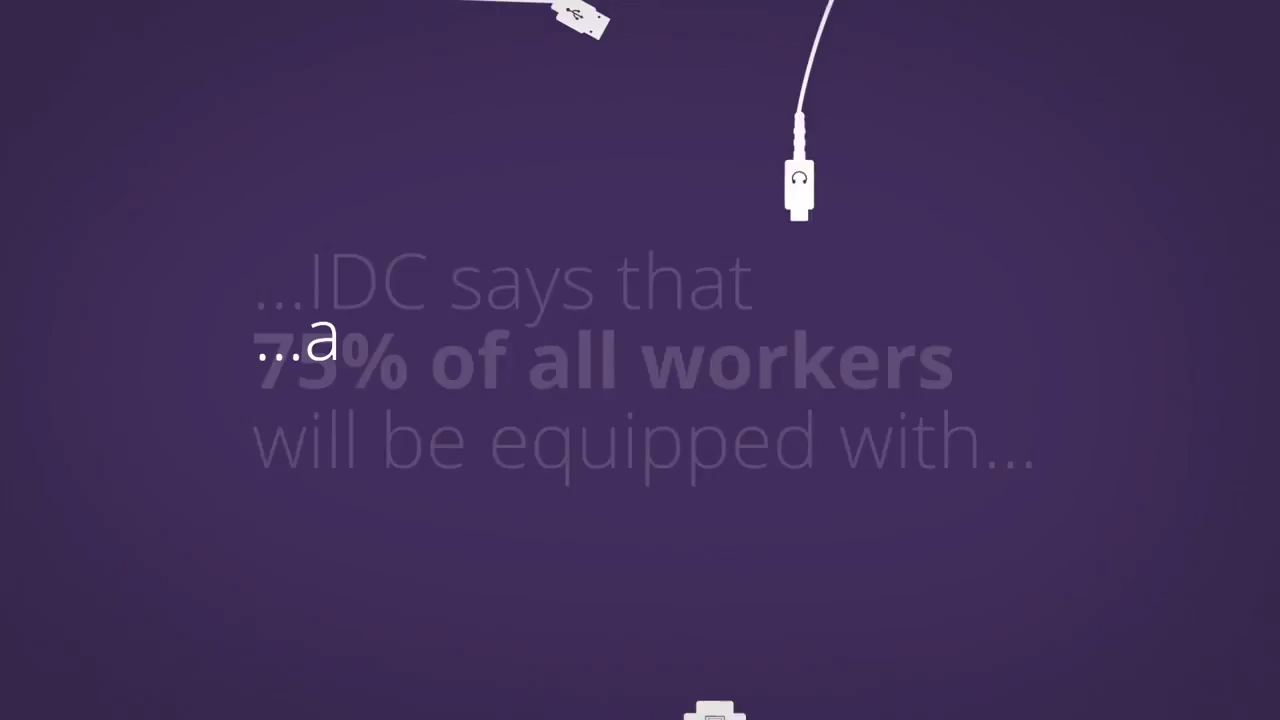 ...IDC says that
...a
75% of all workers
will be equipped with...